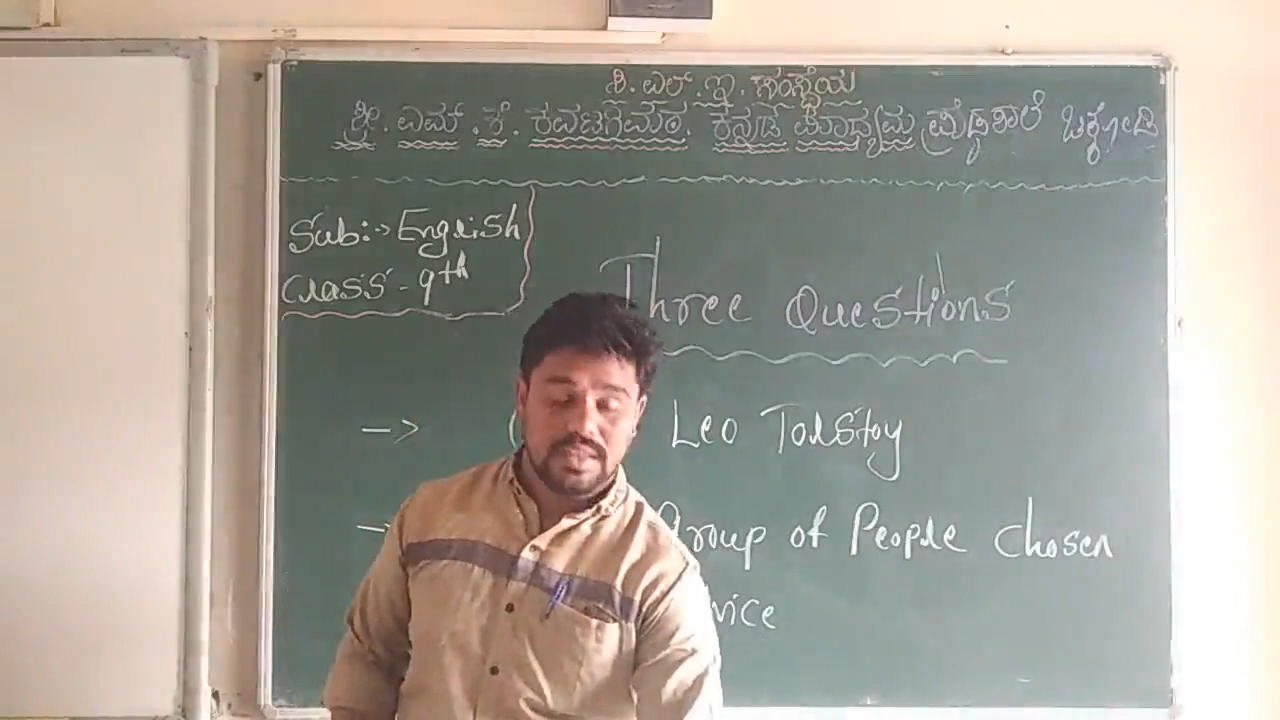 ಶಿ. ಎಲ್. ಇ. ಸಂಸ್ಥೆಯ
ಶ್ರೀ. ಎಮ್. ಕೆ. ಕವಟಗಿಮಠ. ಕನ್ನಡ ಮಾಧ್ಯಮ ಪ್ರೌಢಶಾಲೆ ಚಿಕ್ಕೋಡಿ
Sub:-> English
Class - 9th
Three Questions
-> Leo Tolstoy
Group of People chosen